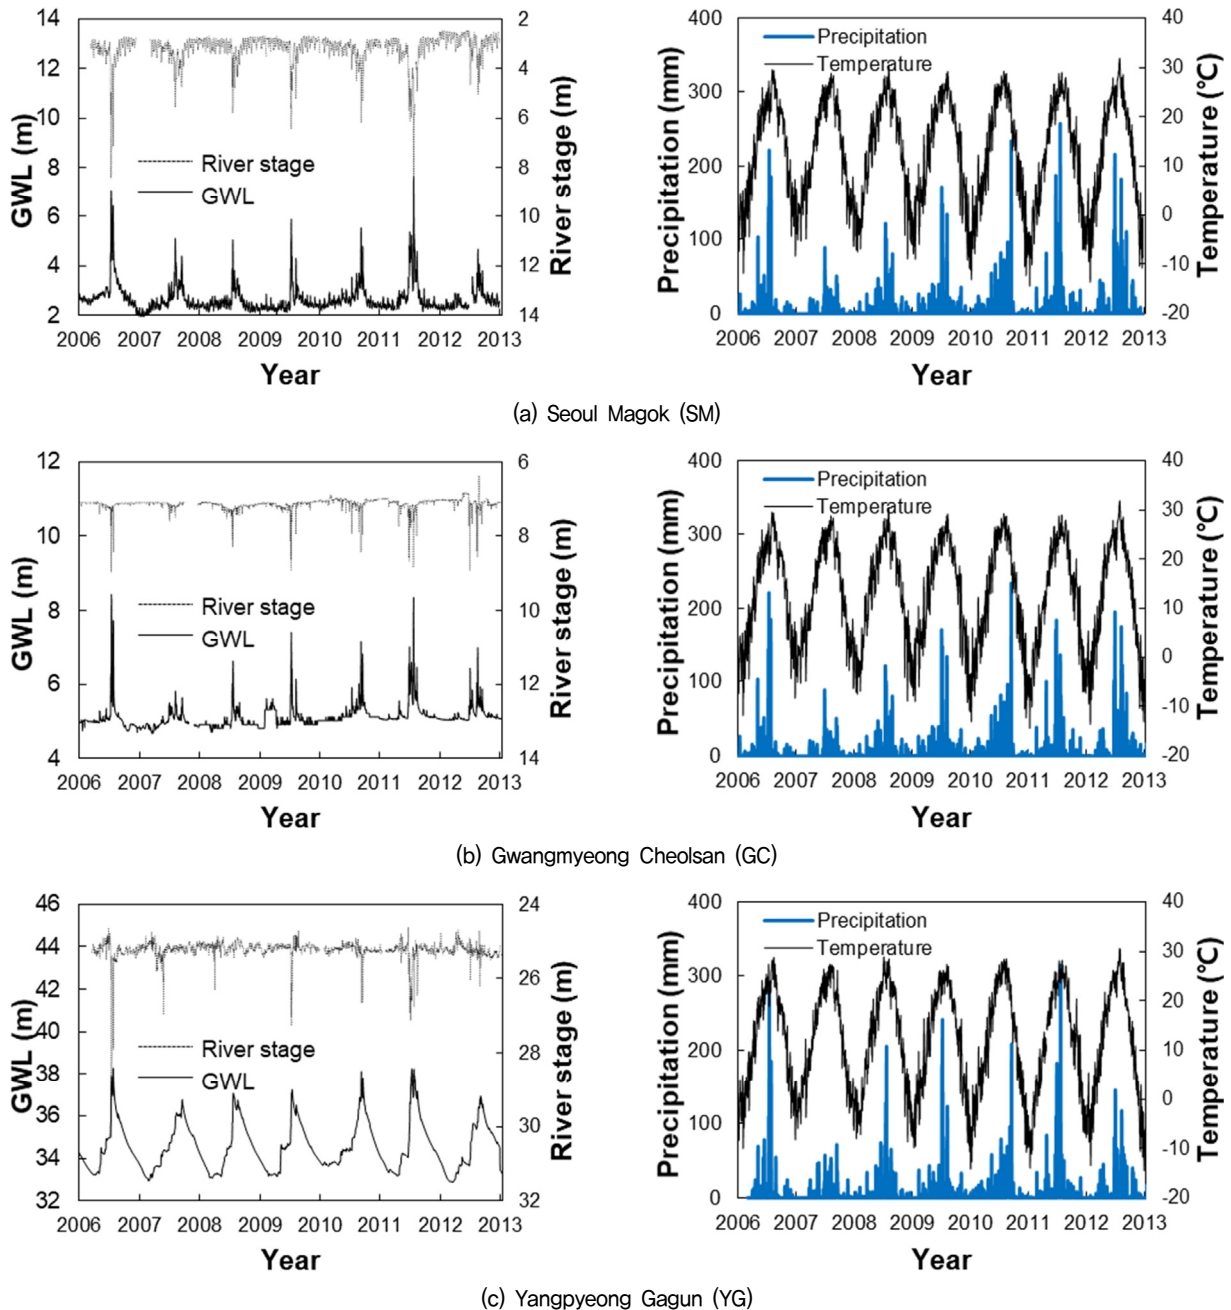 14
12
10
8
6
4
2
GWL (m)
2
4
6
8
10
12
14
River stage (m)
River stage
GWL
2006 2007 2008 2009 2010 2011 2012 2013
Year
400
300
200
100
0
Precipitation (mm)
40
30
20
10
0
-10
-20
Temperature (°C)
Precipitation
Temperature
2006 2007 2008 2009 2010 2011 2012 2013
Year
(a) Seoul Magok (SM)
12
10
8
6
4
GWL (m)
6
8
10
12
14
River stage (m)
River stage
GWL
2006 2007 2008 2009 2010 2011 2012 2013
Year
400
300
200
100
0
Precipitation (mm)
40
30
20
10
0
-10
-20
Temperature (°C)
Precipitation
Temperature
2006 2007 2008 2009 2010 2011 2012 2013
Year
(b) Gwangmyeong Cheolsan (GC)
46
44
42
40
38
36
34
32
GWL (m)
24
26
28
30
32
River stage (m)
River stage
GWL
2006 2007 2008 2009 2010 2011 2012 2013
Year
400
300
200
100
0
Precipitation (mm)
40
30
20
10
0
-10
-20
Temperature (°C)
Precipitation
Temperature
2006 2007 2008 2009 2010 2011 2012 2013
Year
(c) Yangpyeong Gagun (YG)